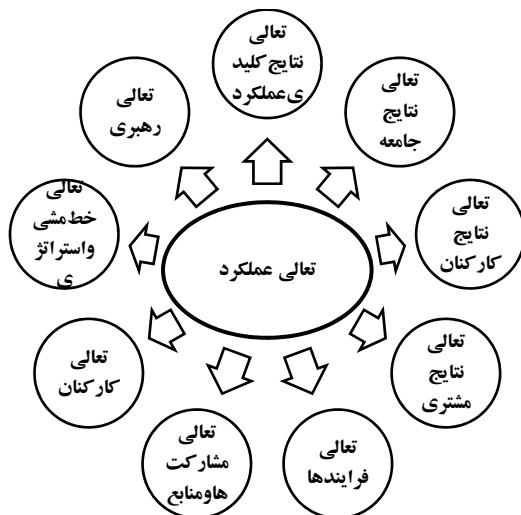 تعالی
نتایج کلید
ی عملکرد
تعالی
نتایج
جامعه
تعالی
رهبری
تعالی
نتایج
کارکنان
تعالی
خط‌مشی
واستراتژ
ی
تعالی عملکرد
تعالی
نتایج
مشتری
تعالی
کارکنان
تعالی
فرایندها
تعالی
مشارکت
هاومنابع